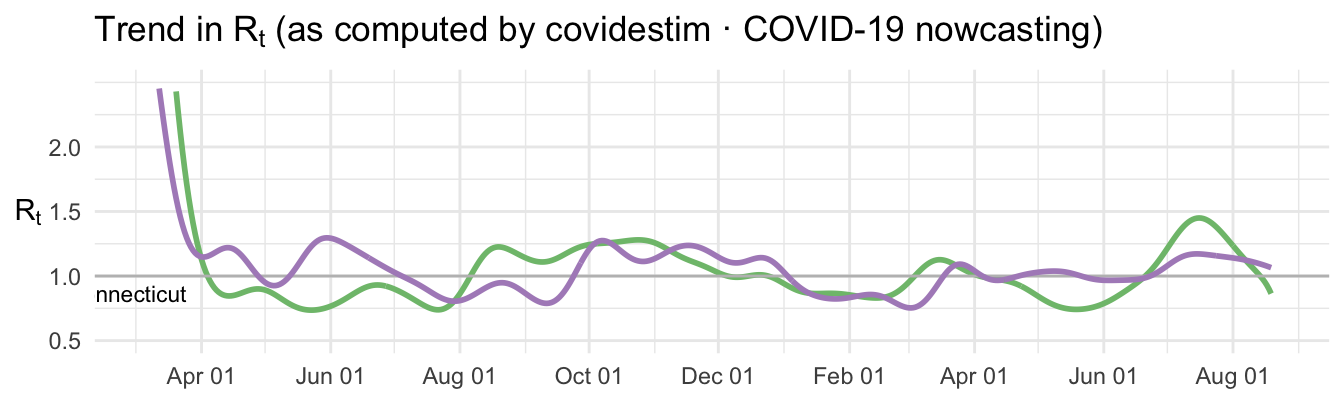 Trend in Rt (as computed by covidestim · COVID-19 nowcasting)
2.0
Rt 1.5
1.0
nnecticut
0.5
Apr 01 Jun 01 Aug 01 Oct 01 Dec 01 Feb 01 Apr 01 Jun 01 Aug 01